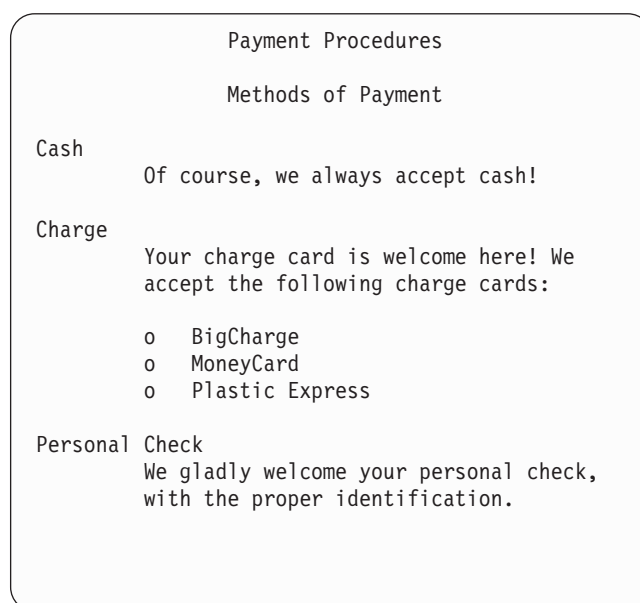 Payment Procedures
Methods of Payment
Cash
Of course, we always accept cash!
Charge
Your charge card is welcome here! We
accept the following charge cards:
o BigCharge
o MoneyCard
o Plastic Express
Personal Check
We gladly welcome your personal check,
with the proper identification.